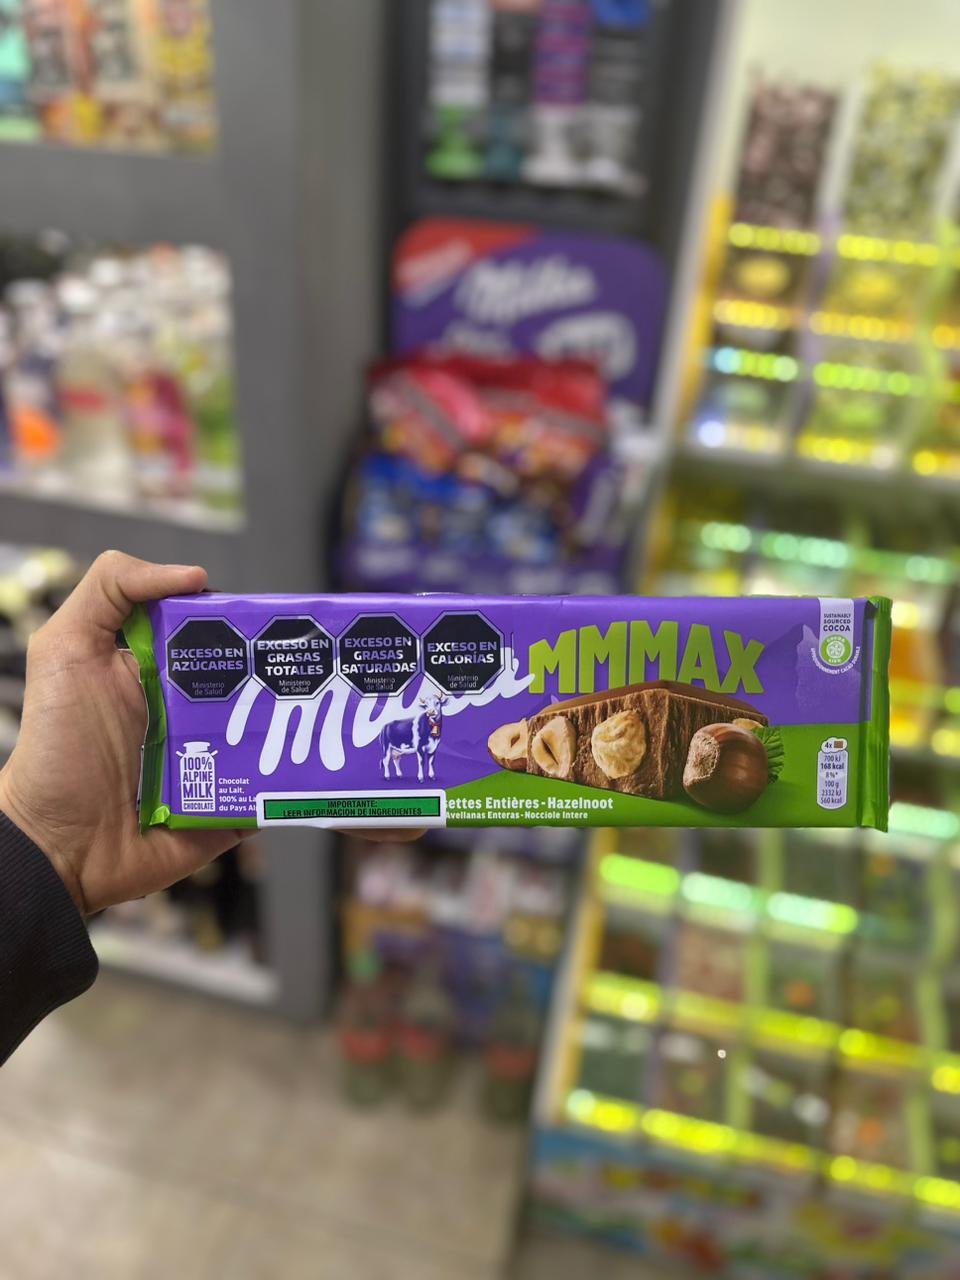 Milka
EXCESO EN
AZÚCARES
Ministerio
de Salud
EXCESO EN
GRASAS
TOTALES
Ministerio
de Salud
EXCESO EN
GRASAS
SATURADAS
Ministerio
de Salud
EXCESO EN
CALORÍAS
Ministerio
de Salud
Milka
MMMAX
SUSTAINABLY
SOURCED
COCOA
100%
ALPINE
MILK
CHOCOLATE
Chocolat
au Lait,
100% au La
du Pays Al
IMPORTANTE:
LEER INFORMACION DE INGREDIENTES
ettes Entières - Hazelnoot
Avellanas Enteras - Nocciole Intere
4x
700 kJ
168 kcal
8%*
100 g
2332 kJ
560 kcal